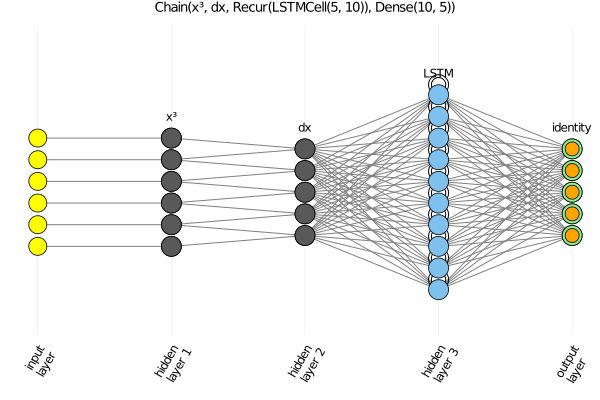 Chain(x³, dx, Recur(LSTMCell(5, 10)), Dense(10, 5))
LSTM
x³
dx
identity
input
layer
hidden
layer 1
hidden
layer 2
hidden
layer 3
output
layer